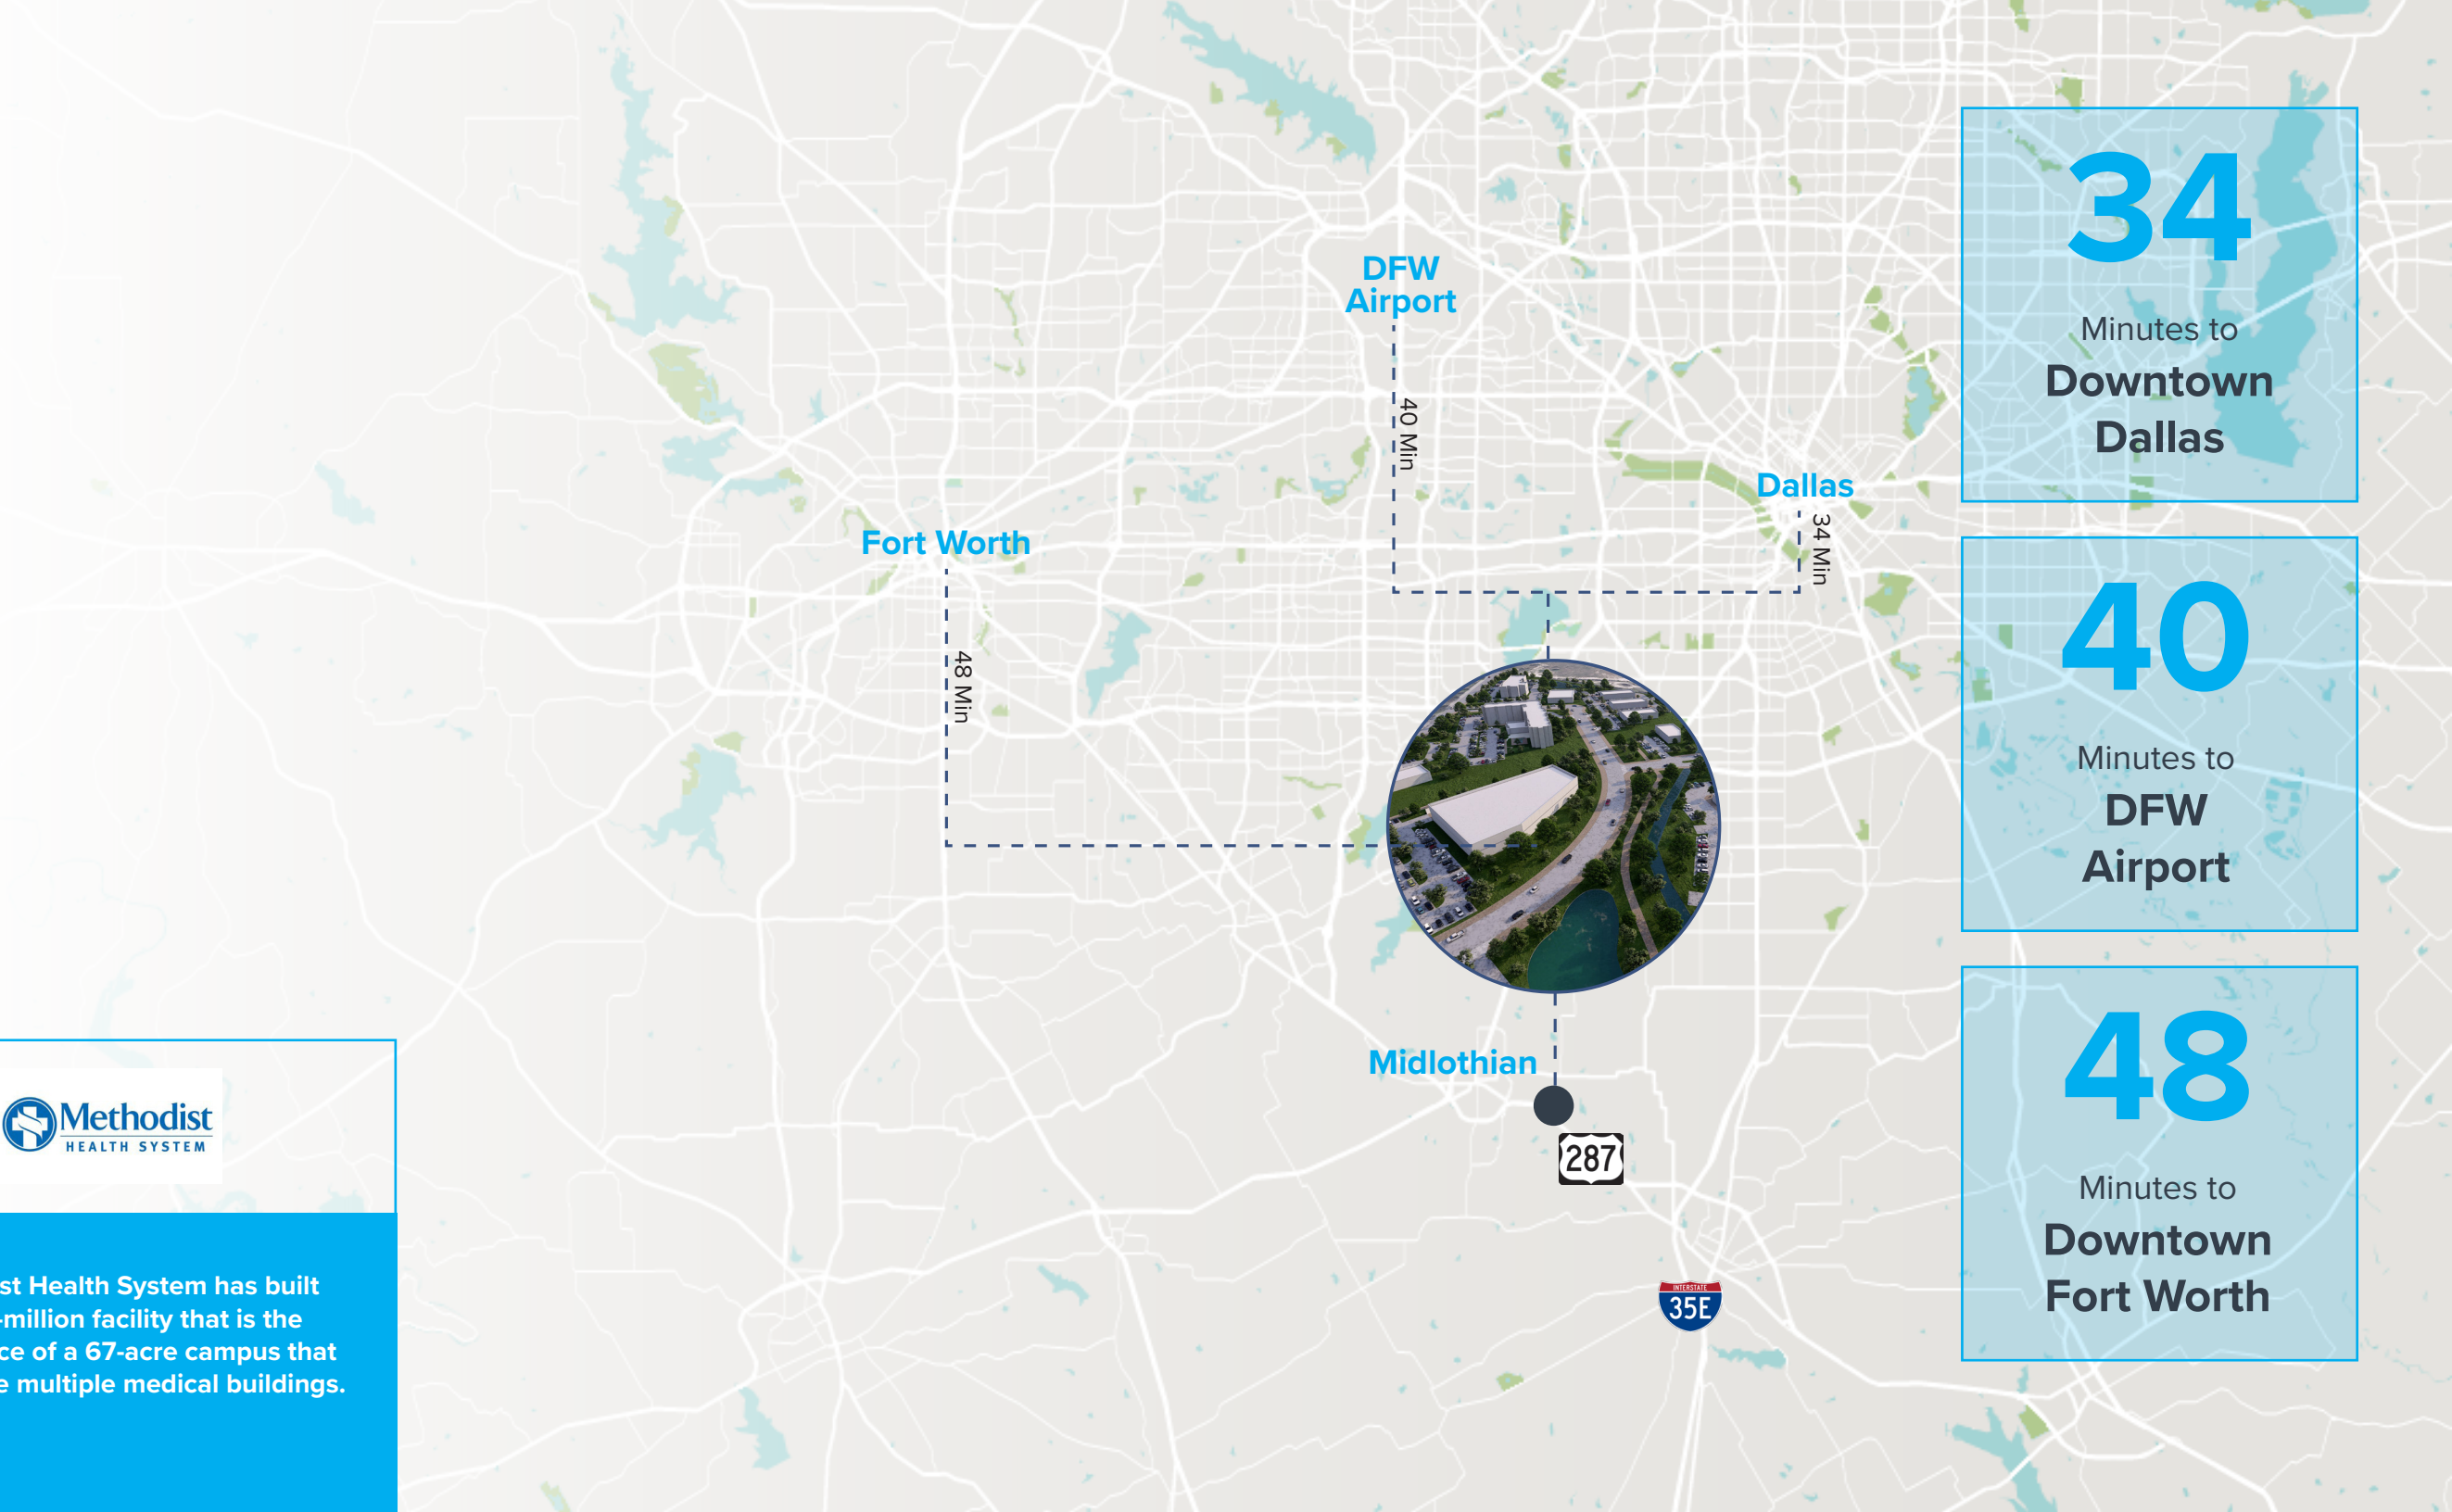 DFW
Airport
40 Min
Dallas
34 Min
Fort Worth
48 Min
Midlothian
287
INTERSTATE
35E
34
Minutes to
Downtown
Dallas
40
Minutes to
DFW
Airport
48
Minutes to
Downtown
Fort Worth
Methodist
HEALTH SYSTEM
Health System has built
million facility that is the
of a 67-acre campus that
multiple medical buildings.